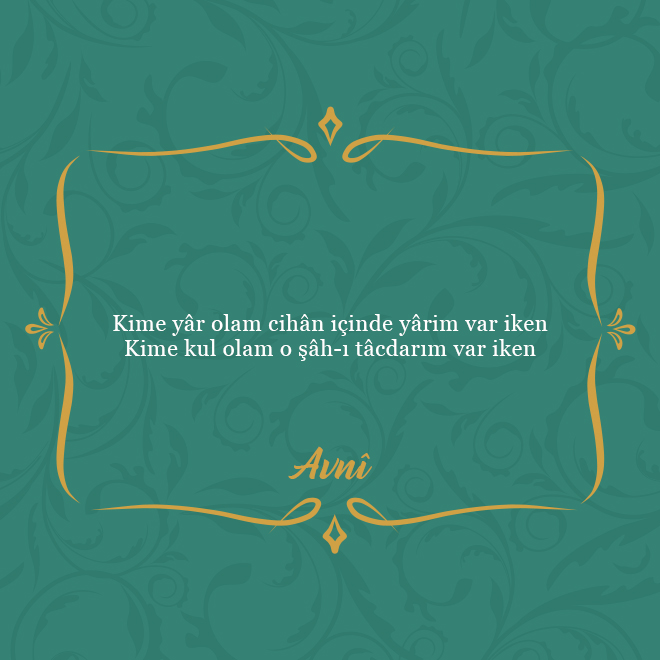 Kime yâr olam cihân içinde yârim var iken
Kime kul olam o şâh-ı tâcdarım var iken
Avnî